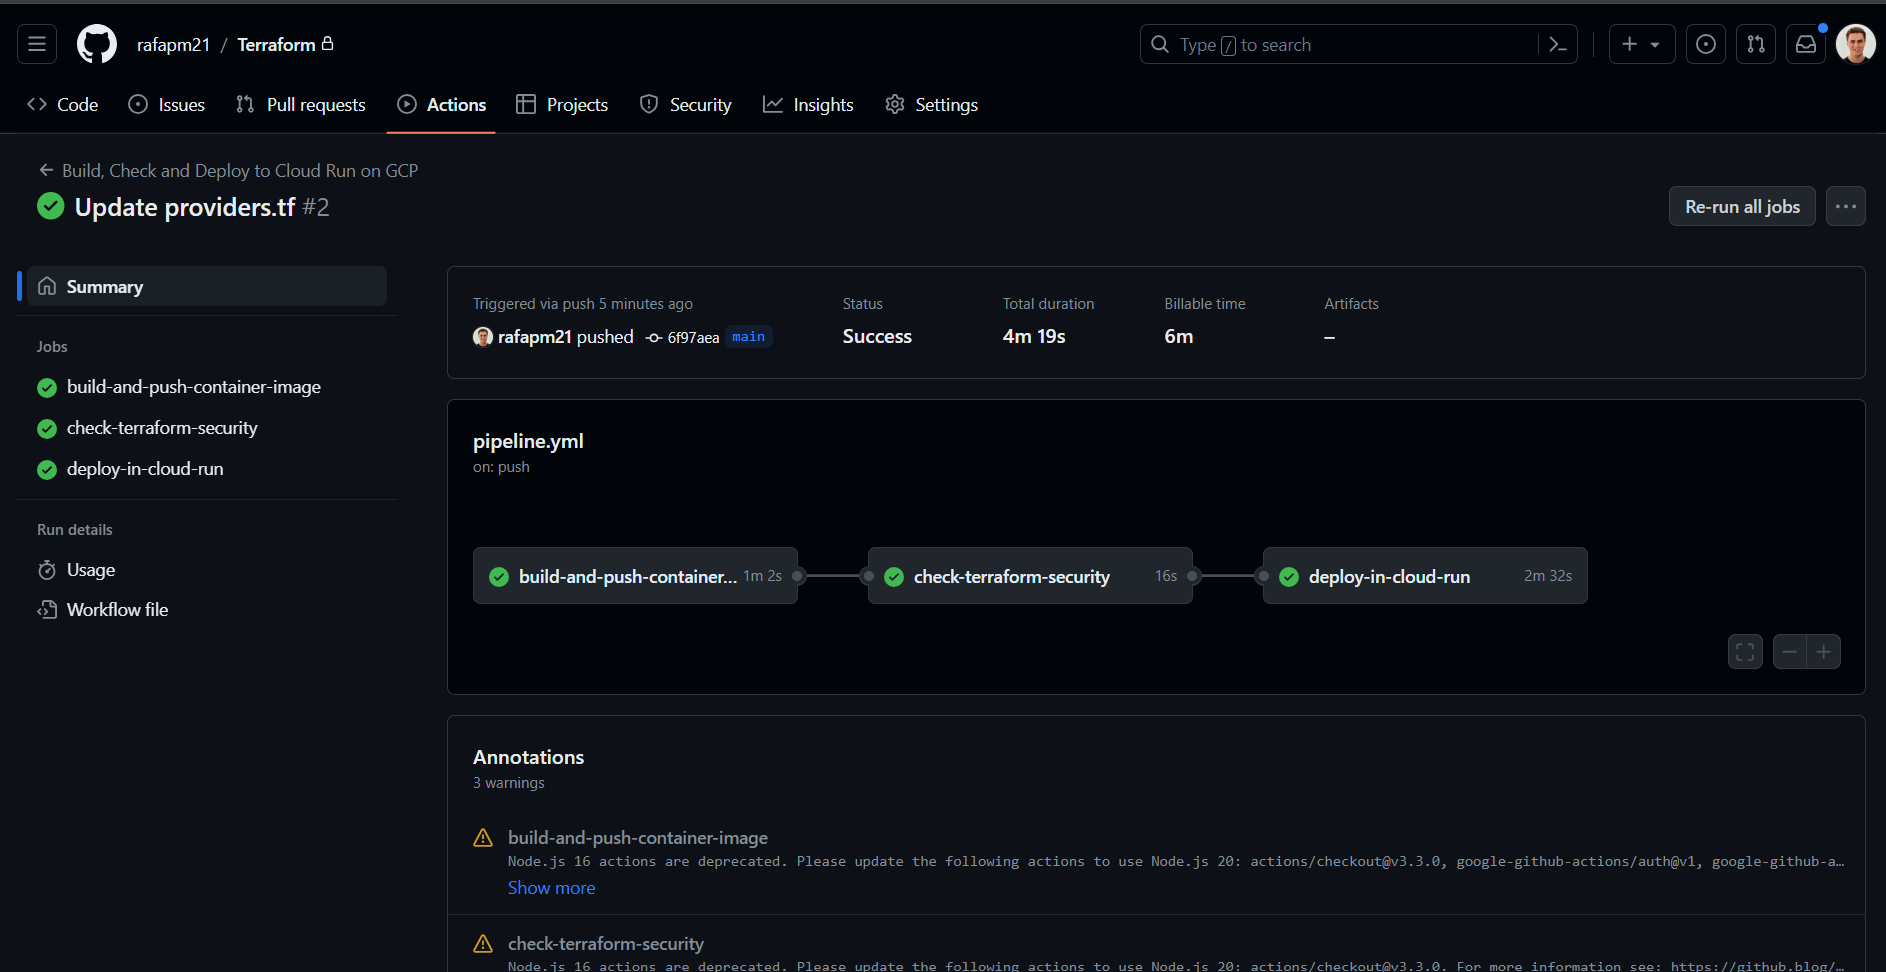 rafapm21 / Terraform
Type / to search
Code Issues Pull requests Actions Projects Security Insights Settings
Build, Check and Deploy to Cloud Run on GCP
Update providers.tf #2
Re-run all jobs
Summary
Jobs
build-and-push-container-image
check-terraform-security
deploy-in-cloud-run
Run details
Usage
Workflow file
Triggered via push 5 minutes ago
rafapm21 pushed 6f97aea main
Status
Success
Total duration
4m 19s
Billable time
6m
Artifacts
–
pipeline.yml
on: push
build-and-push-container... 1m 2s
check-terraform-security 16s
deploy-in-cloud-run 2m 32s
Annotations
3 warnings
build-and-push-container-image
Node.js 16 actions are deprecated. Please update the following actions to use Node.js 20: actions/checkout@v3.3.0, google-github-actions/auth@v1, google-github-a…
Show more
check-terraform-security
Node.js 16 actions are deprecated. Please update the following actions to use Node.js 20: actions/checkout@v3.3.0. For more information see: https://github.blog/…